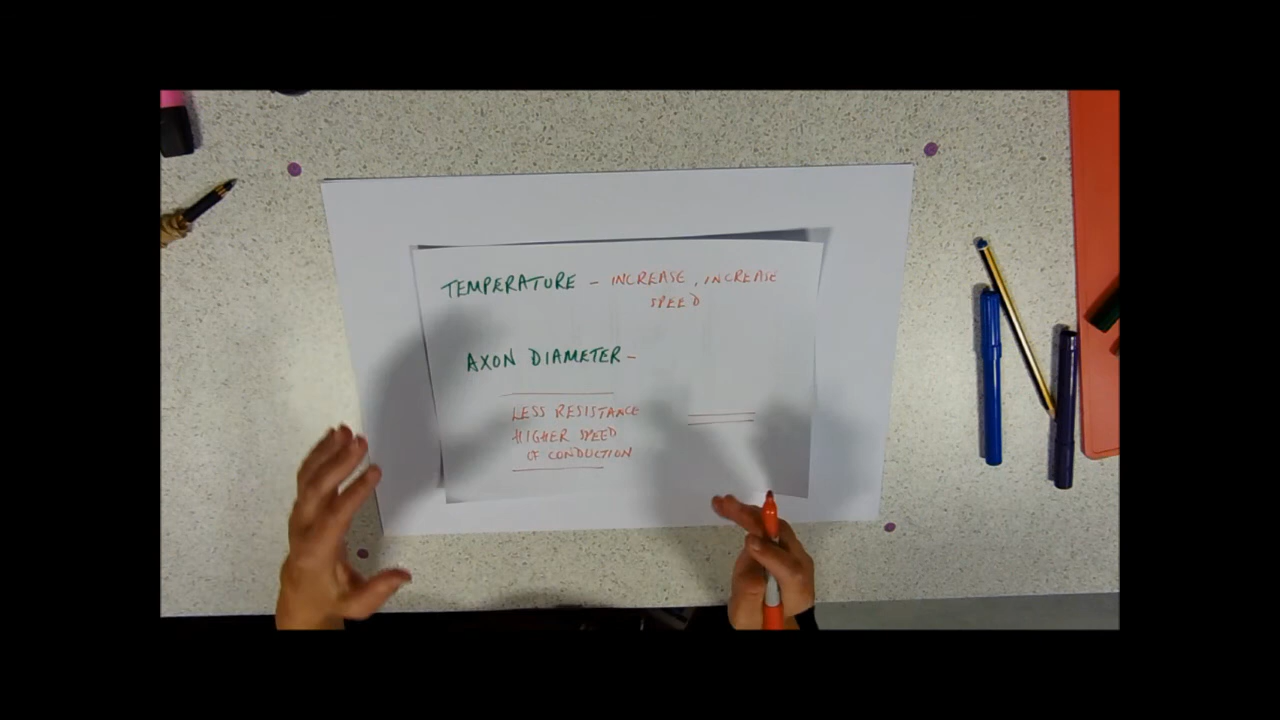 TEMPERATURE - INCREASE, INCREASE
SPEED
AXON DIAMETER -
LESS RESISTANCE
HIGHER SPEED
OF CONDUCTION